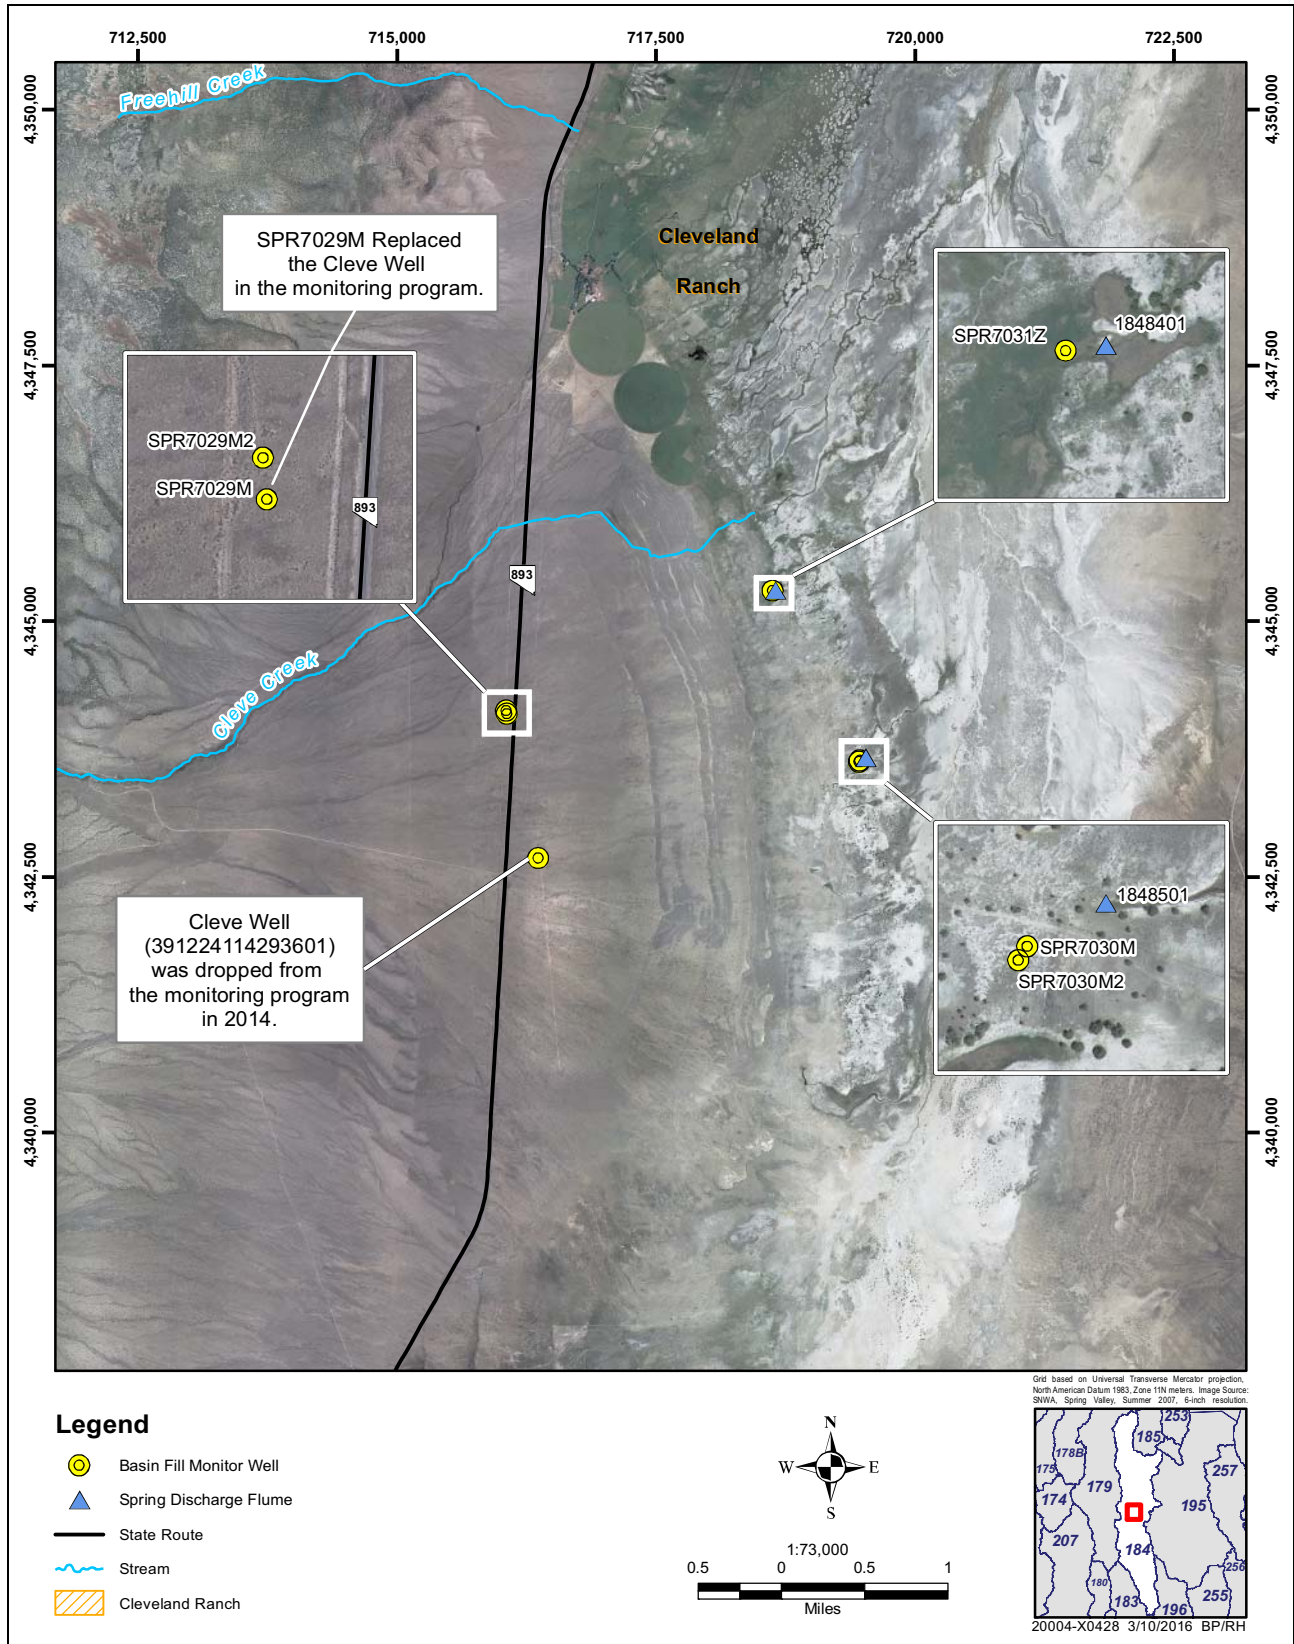 712,500 715,000 717,500 720,000 722,500
4,350,000 4,350,000
4,347,500 4,347,500
4,345,000 4,345,000
4,342,500 4,342,500
4,340,000 4,340,000
Freehill Creek
Cleveland
Ranch
SPR7029M Replaced
the Cleve Well
in the monitoring program.
SPR7029M2
SPR7029M
893
SPR7031Z
1848401
893
Cleve Creek
Cleve Well
(391224114293601)
was dropped from
the monitoring program
in 2014.
1848501
SPR7030M
SPR7030M2
Legend
Basin Fill Monitor Well
Spring Discharge Flume
State Route
Stream
Cleveland Ranch
N
W E
S
1:73,000
0.5 0 0.5 1
Miles
Grid based on Universal Transverse Mercator projection,
North American Datum 1983, Zone 11N meters. Image Source:
SNWA, Spring Valley, Summer 2007, 6-inch resolution.
253
185
178B
175
257
179
174
195
207
184
256
180
255
183
196
20004-X0428 3/10/2016 BP/RH